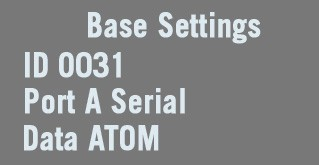 Base Settings
ID 0031
Port A Serial
Data ATOM